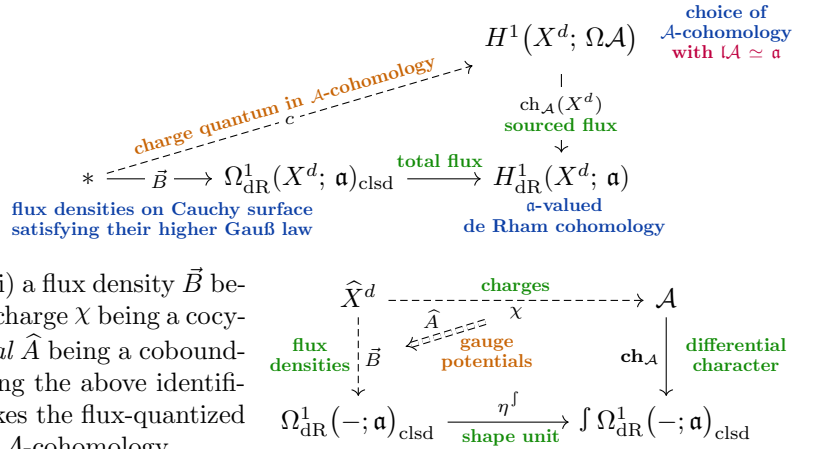 choice of
H¹(X^d; Ω𝒜) 𝒜-cohomology
with 𝔩𝒜 ≃ 𝔞
charge quantum in 𝒜-cohomology
c
ch_𝒜(X^d)
sourced flux
* B⃗ Ω¹_dR(X^d; 𝔞)_clsd total flux H¹_dR(X^d; 𝔞)
flux densities on Cauchy surface
satisfying their higher Gauß law
𝔞-valued
de Rham cohomology
i) a flux density B⃗ be-
charge χ being a cocy-
al Â being a cobound-
ng the above identifi-
kes the flux-quantized
𝒜-cohomology
X̂^d charges 𝒜
χ
Â
flux
densities
B⃗
gauge
potentials
ch_𝒜
differential
character
Ω¹_dR(−; 𝔞)_clsd η^ʃ shape unit ʃ Ω¹_dR(−; 𝔞)_clsd